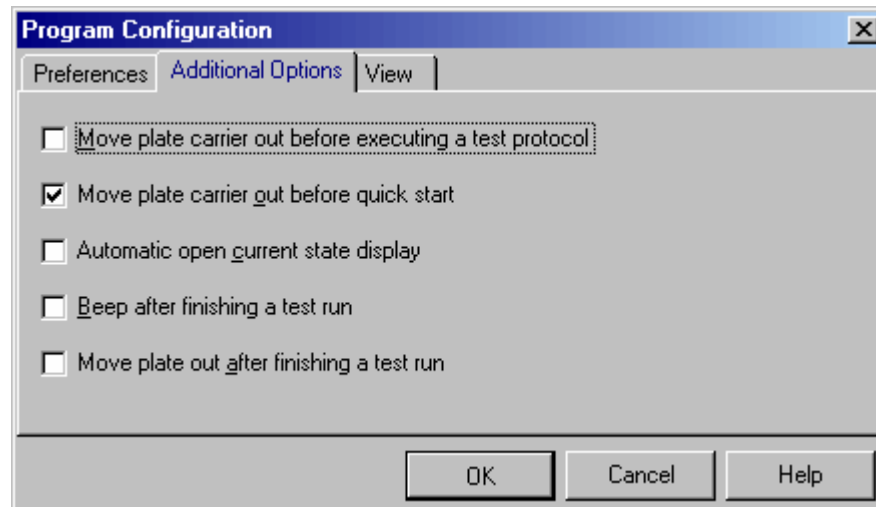 Program Configuration
Preferences Additional Options View
Move plate carrier out before executing a test protocol
Move plate carrier out before quick start
Automatic open current state display
Beep after finishing a test run
Move plate out after finishing a test run
OK Cancel Help